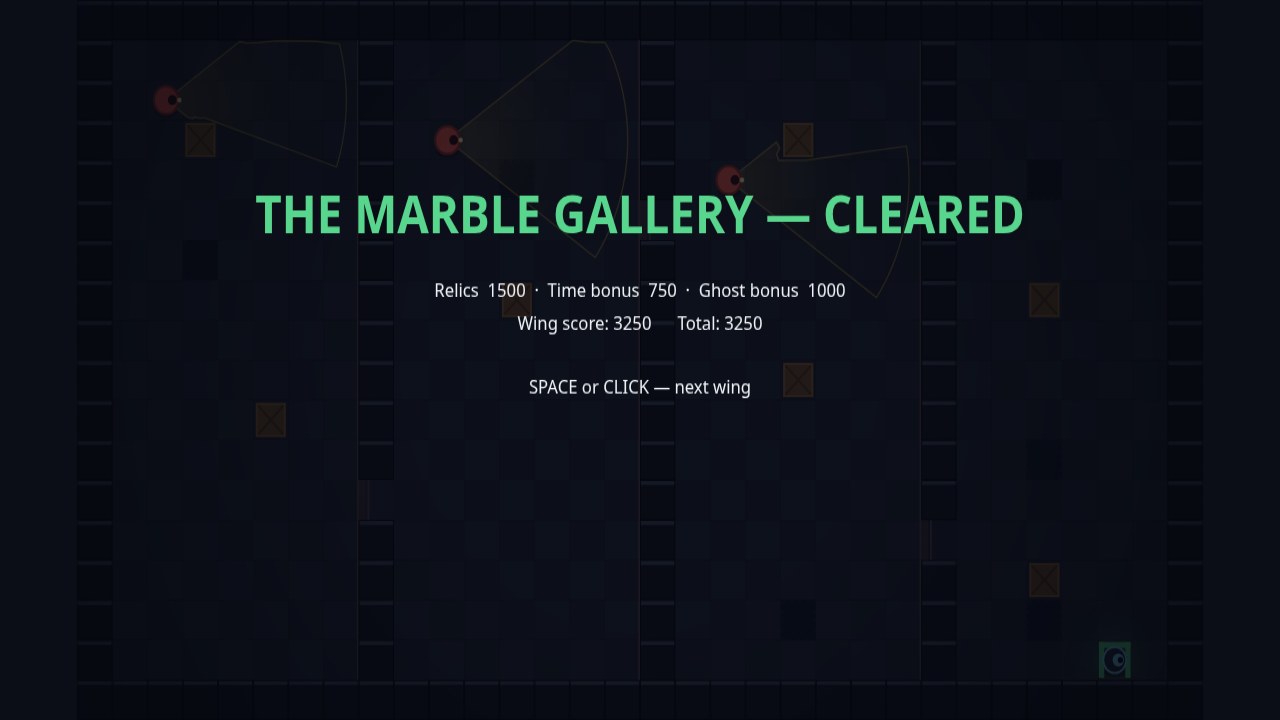 THE MARBLE GALLERY — CLEARED
Relics 1500 · Time bonus 750 · Ghost bonus 1000
Wing score: 3250 Total: 3250
SPACE or CLICK — next wing